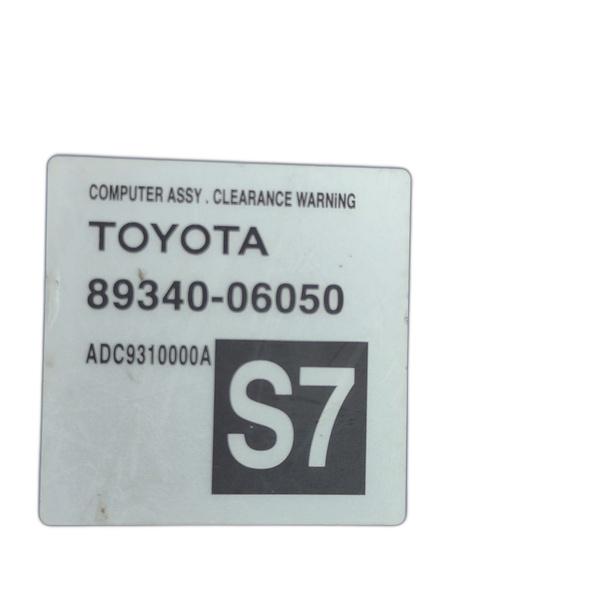 COMPUTER ASSY . CLEARANCE WARNiNG
TOYOTA
89340-06050
ADC9310000A
S7